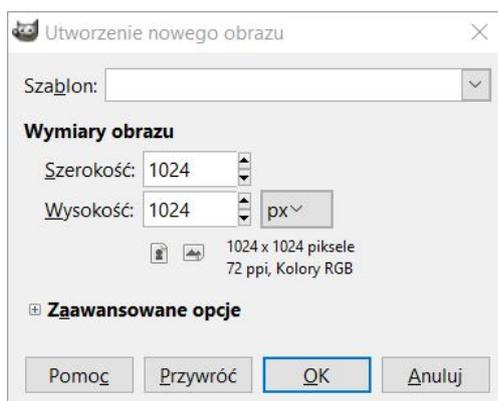 Utworzenie nowego obrazu
Szablon:
Wymiary obrazu
Szerokość: 1024
Wysokość: 1024 px
1024 x 1024 piksele
72 ppi, Kolory RGB
Zaawansowane opcje
Pomoc Przywróć OK Anuluj